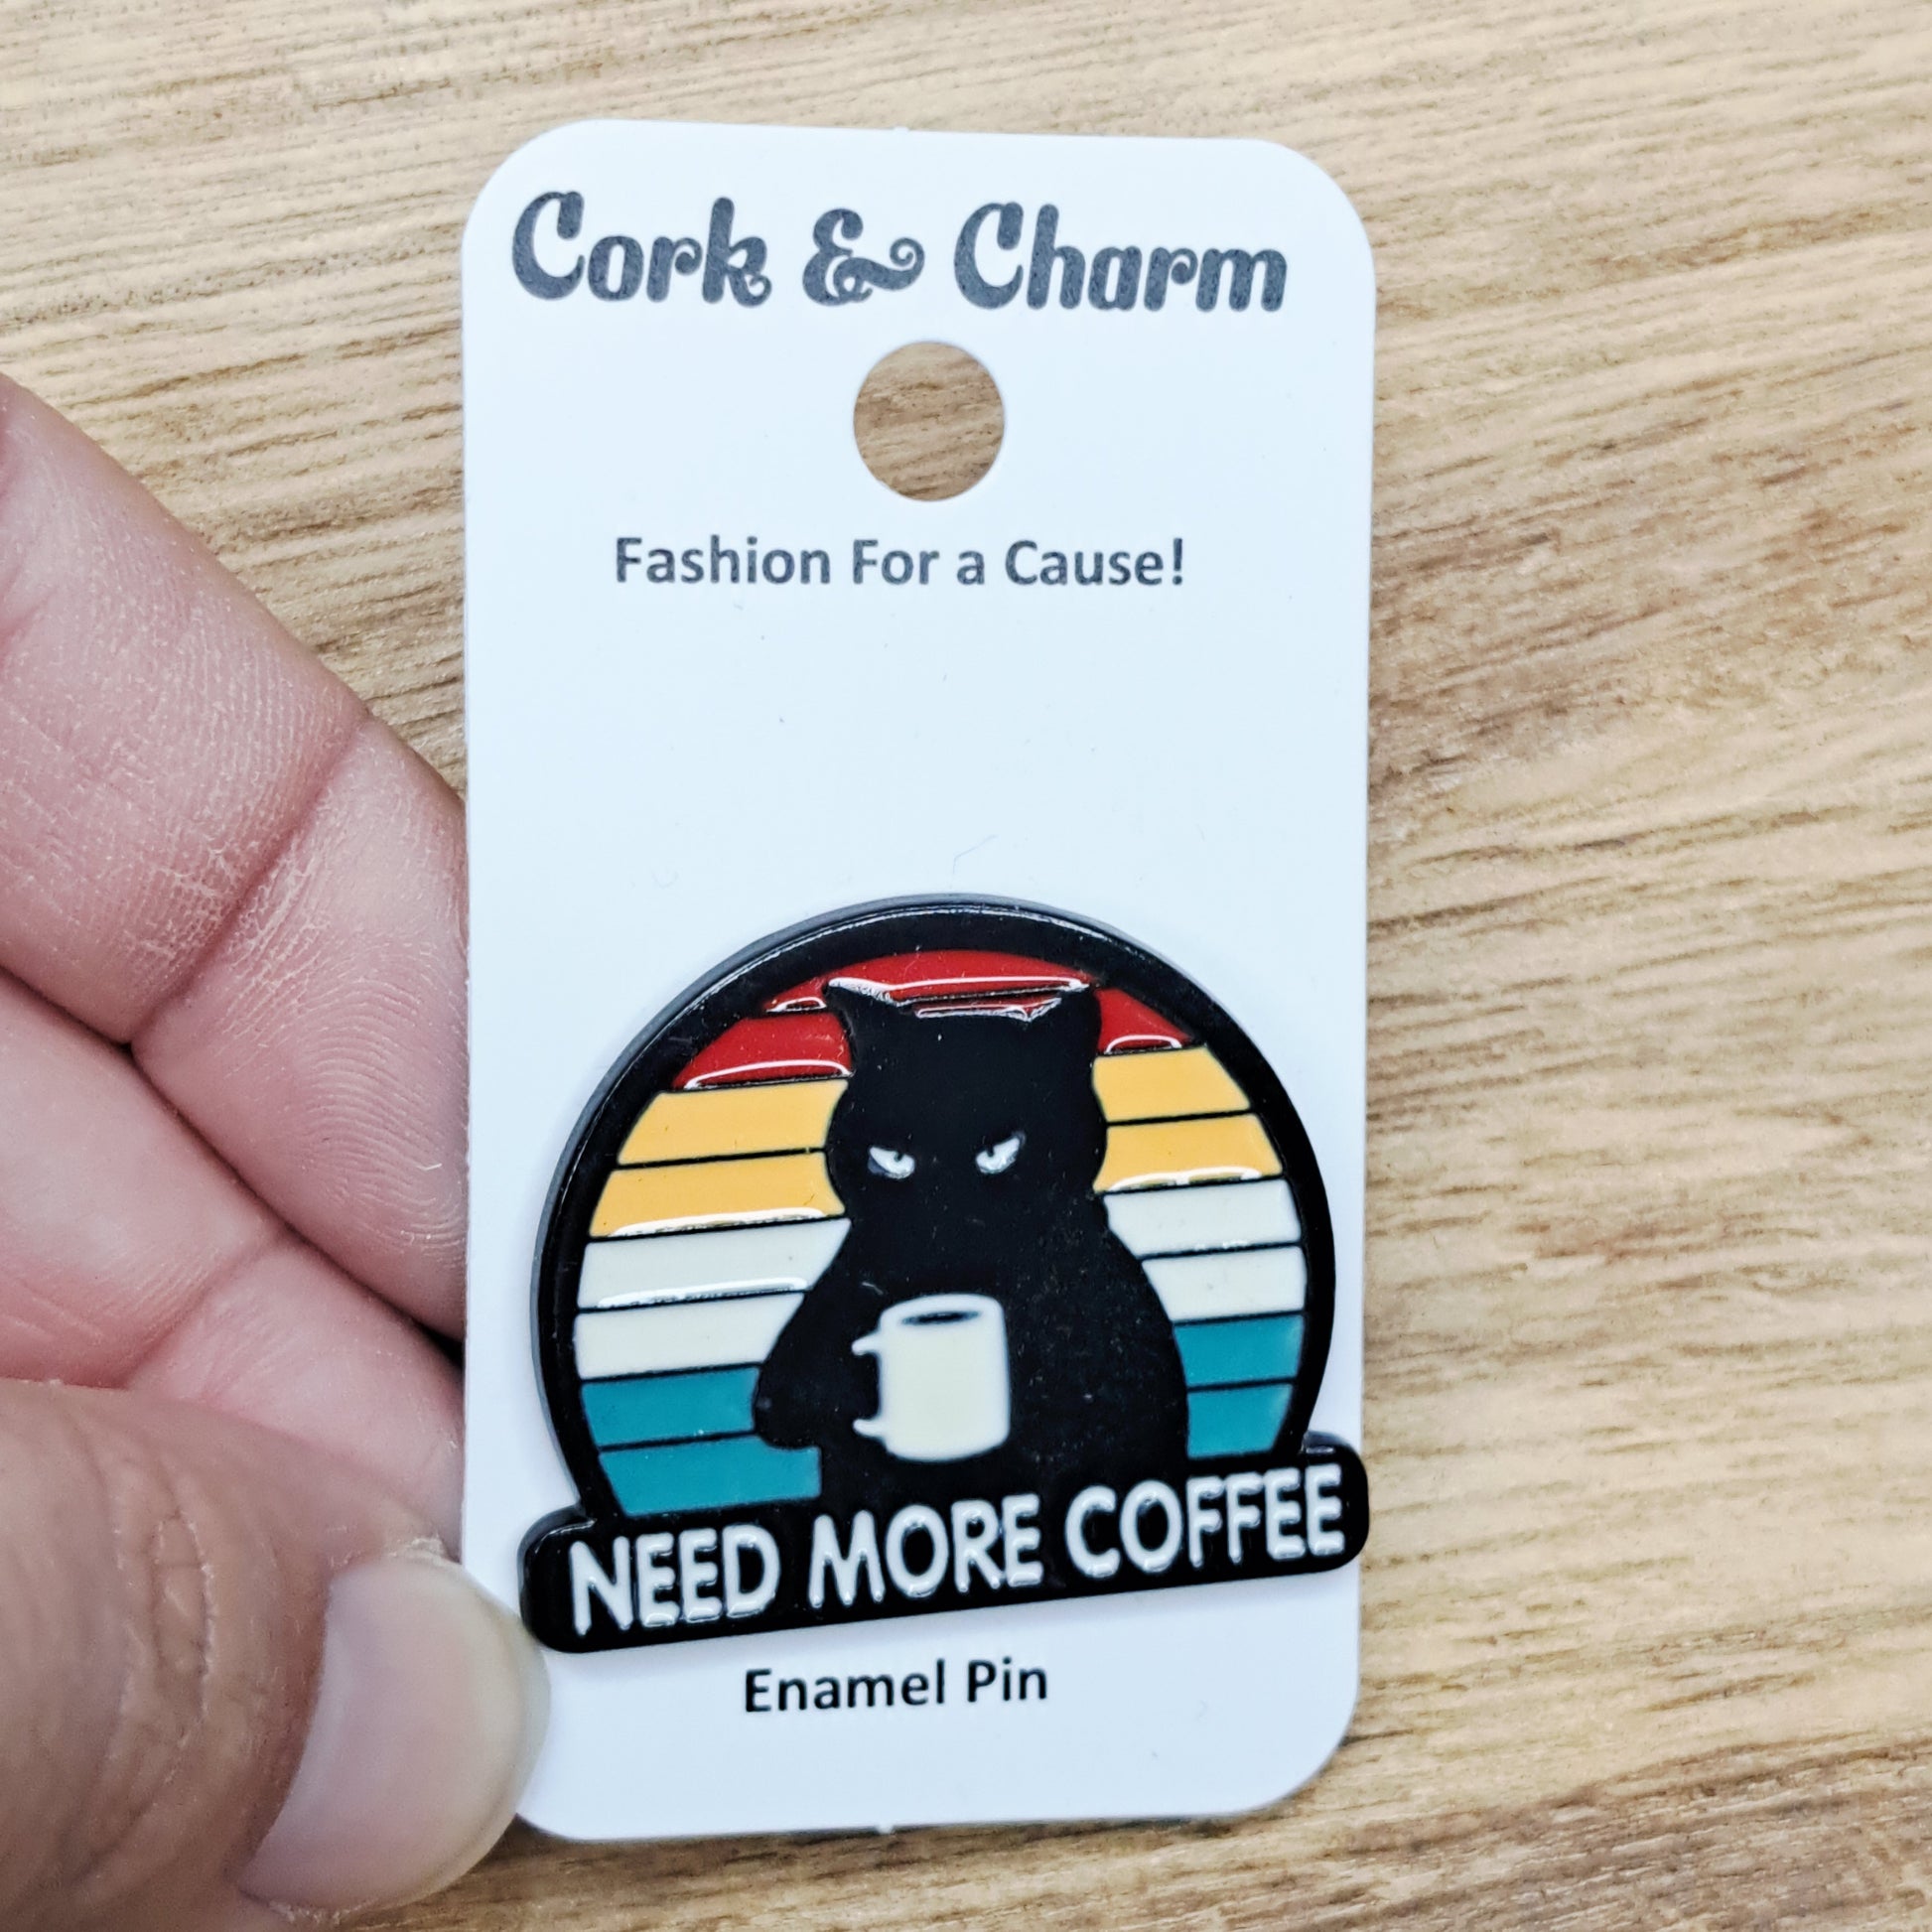 Cork & Charm
Fashion For a Cause!
NEED MORE COFFEE
Enamel Pin